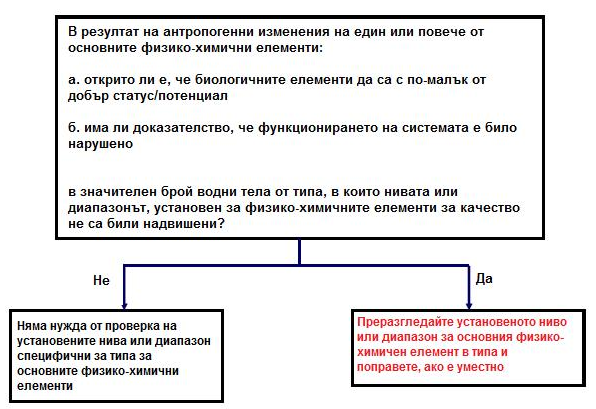 В резултат на антропогенни изменения на един или повече от
основните физико-химични елементи:
а. открито ли е, че биологичните елементи да са с по-малък от
добър статус/потенциал
б. има ли доказателство, че функционирането на системата е било
нарушено
в значителен брой водни тела от типа, в които нивата или
диапазонът, установен за физико-химичните елементи за качество
не са били надвишени?
Не
Да
Няма нужда от проверка на
установените нива или диапазон
специфични за типа за
основните физико-химични
елементи
Преразгледайте установеното ниво
или диапазон за основния физико-
химичен елемент в типа и
поправете, ако е уместно